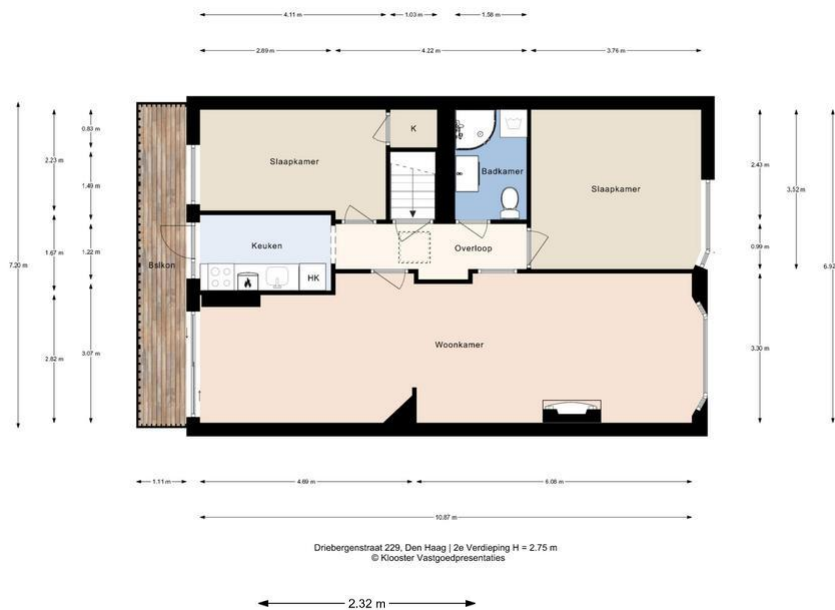 4.11 m
1.03 m
1.58 m
2.89 m
4.22 m
3.76 m
0.83 m
2.23 m
1.49 m
7.20 m
1.67 m
1.22 m
2.82 m
3.07 m
2.43 m
3.52 m
0.99 m
3.30 m
Slaapkamer
K
Badkamer
Slaapkamer
Keuken
Overloop
Balkon
HK
Woonkamer
1.11 m
4.69 m
6.08 m
10.87 m
Driebergenstraat 229, Den Haag | 2e Verdieping H = 2.75 m
© Klooster Vastgoedpresentaties
2.32 m